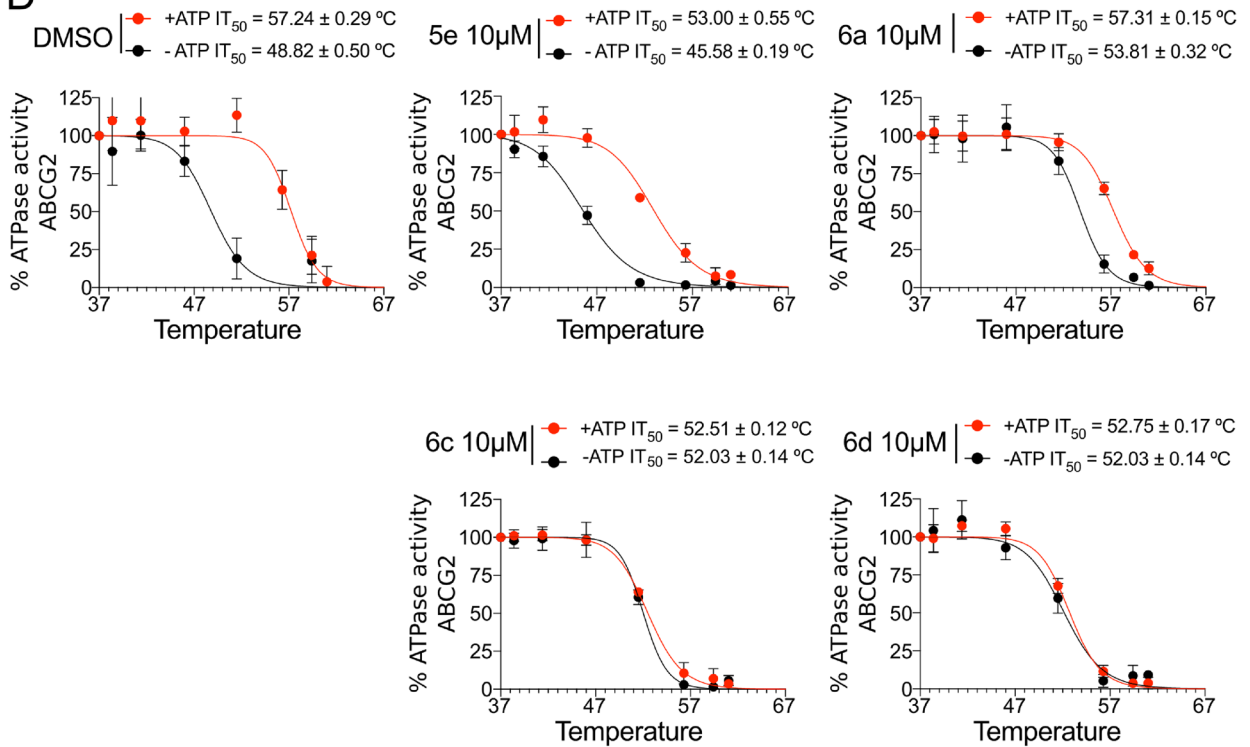 DMSO
+ATP IT50 = 57.24 ± 0.29 ºC
- ATP IT50 = 48.82 ± 0.50 ºC
% ATPase activity
ABCG2
125
100
75
50
25
0
37 47 57 67
Temperature
5e 10μM
+ATP IT50 = 53.00 ± 0.55 ºC
- ATP IT50 = 45.58 ± 0.19 ºC
% ATPase activity
ABCG2
125
100
75
50
25
0
37 47 57 67
Temperature
6a 10μM
+ATP IT50 = 57.31 ± 0.15 ºC
-ATP IT50 = 53.81 ± 0.32 ºC
% ATPase activity
ABCG2
125
100
75
50
25
0
37 47 57 67
Temperature
6c 10μM
+ATP IT50 = 52.51 ± 0.12 ºC
-ATP IT50 = 52.03 ± 0.14 ºC
% ATPase activity
ABCG2
125
100
75
50
25
0
37 47 57 67
Temperature
6d 10μM
+ATP IT50 = 52.75 ± 0.17 ºC
-ATP IT50 = 52.03 ± 0.14 ºC
% ATPase activity
ABCG2
125
100
75
50
25
0
37 47 57 67
Temperature